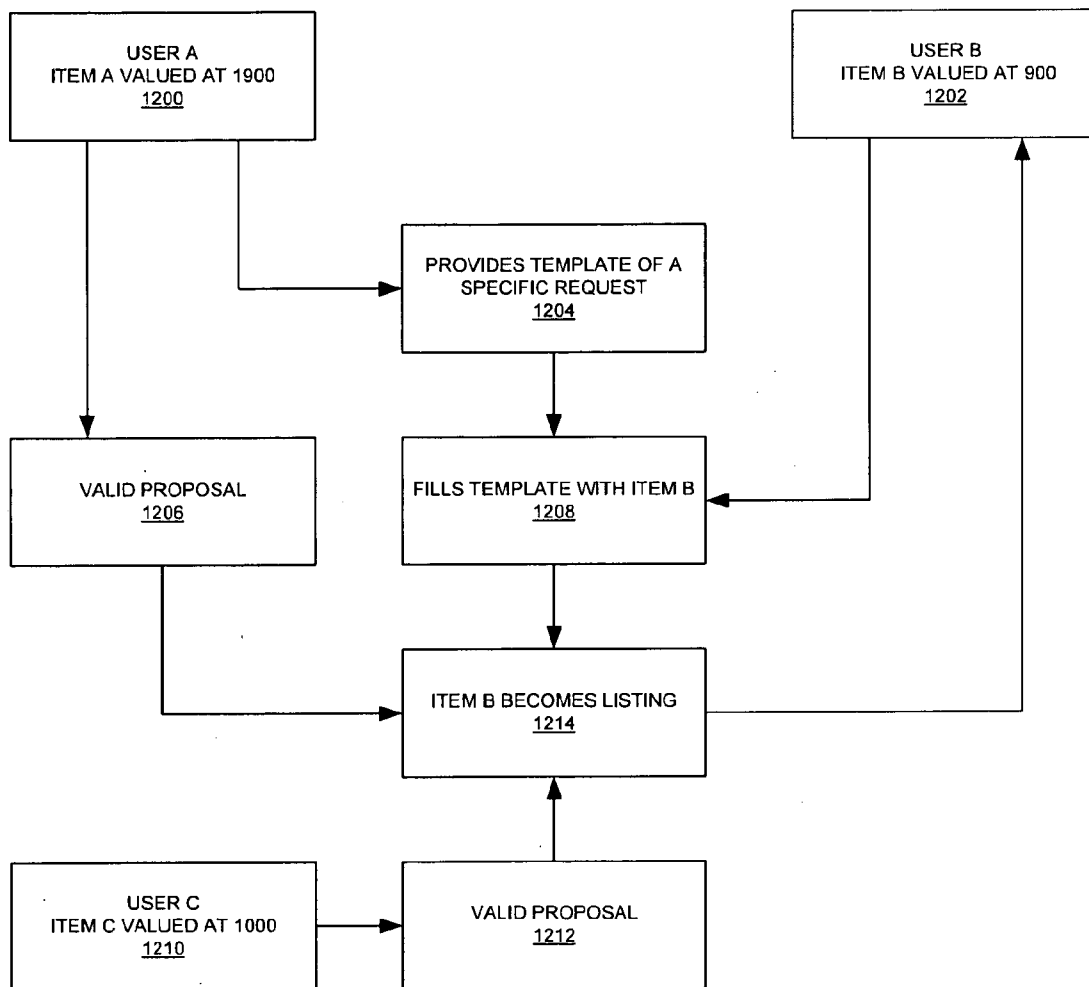 USER A
ITEM A VALUED AT 1900
1200
USER B
ITEM B VALUED AT 900
1202
PROVIDES TEMPLATE OF A
SPECIFIC REQUEST
1204
VALID PROPOSAL
1206
FILLS TEMPLATE WITH ITEM B
1208
ITEM B BECOMES LISTING
1214
USER C
ITEM C VALUED AT 1000
1210
VALID PROPOSAL
1212